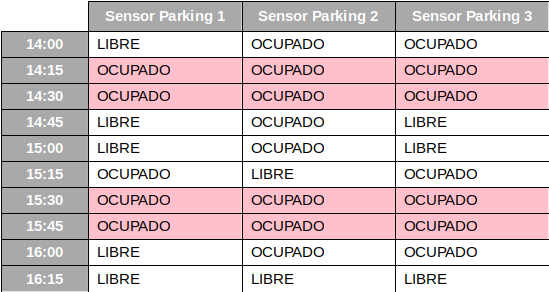 Sensor Parking 1 Sensor Parking 2 Sensor Parking 3
14:00 LIBRE OCUPADO OCUPADO
14:15 OCUPADO OCUPADO OCUPADO
14:30 OCUPADO OCUPADO OCUPADO
14:45 LIBRE OCUPADO LIBRE
15:00 LIBRE OCUPADO LIBRE
15:15 OCUPADO LIBRE OCUPADO
15:30 OCUPADO OCUPADO OCUPADO
15:45 OCUPADO OCUPADO OCUPADO
16:00 LIBRE OCUPADO OCUPADO
16:15 LIBRE LIBRE LIBRE